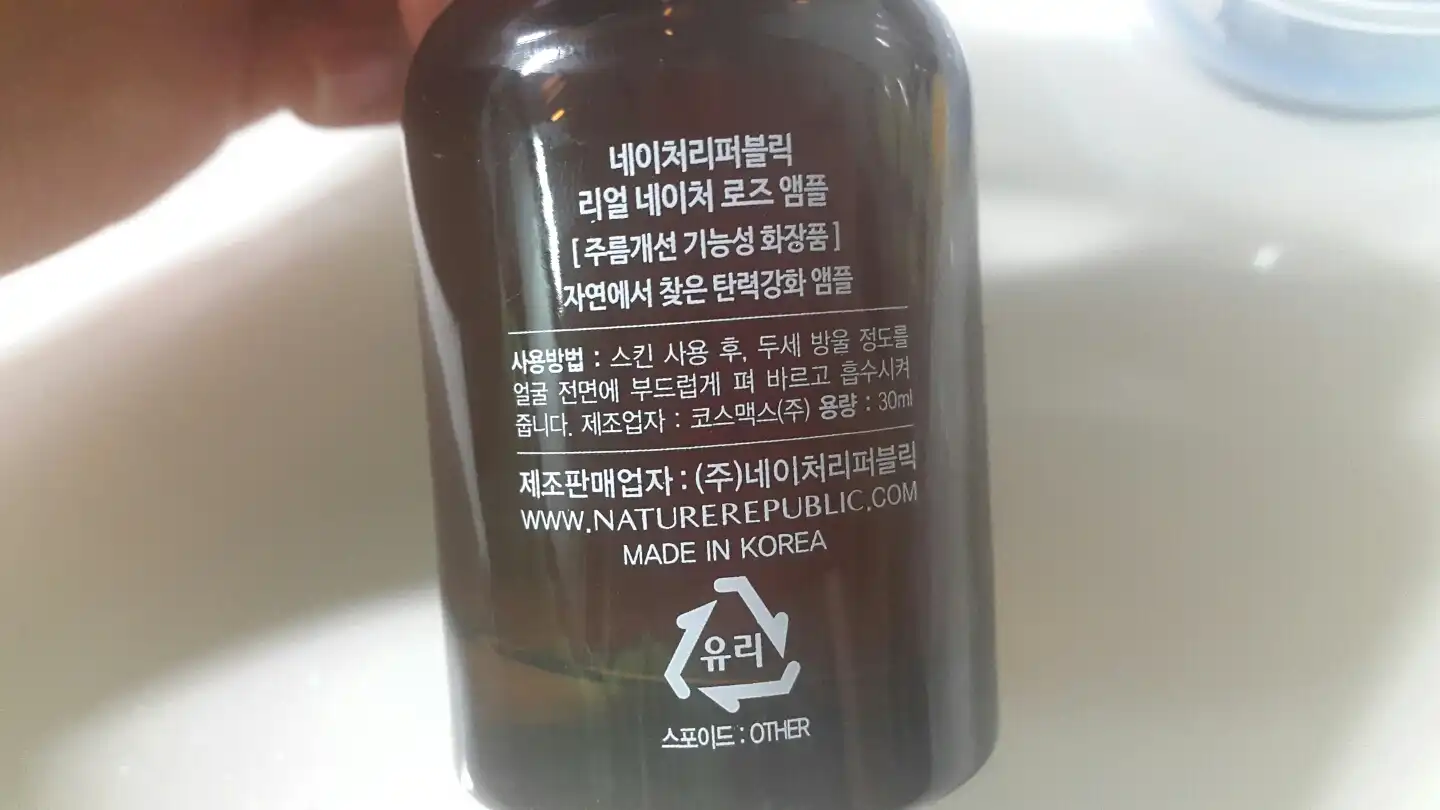 네이처리퍼블릭
리얼 네이처 로즈 앰플
[주름개선 기능성 화장품]
자연에서 찾은 탄력강화 앰플
사용방법 : 스킨 사용 후, 두세 방울 정도를
얼굴 전면에 부드럽게 펴 바르고 흡수시켜
줍니다. 제조업자 : 코스맥스(주) 용량 : 30ml
제조판매업자 : (주)네이처리퍼블릭
WWW.NATUREREPUBLIC.COM
MADE IN KOREA
유리
스포이드 : OTHER